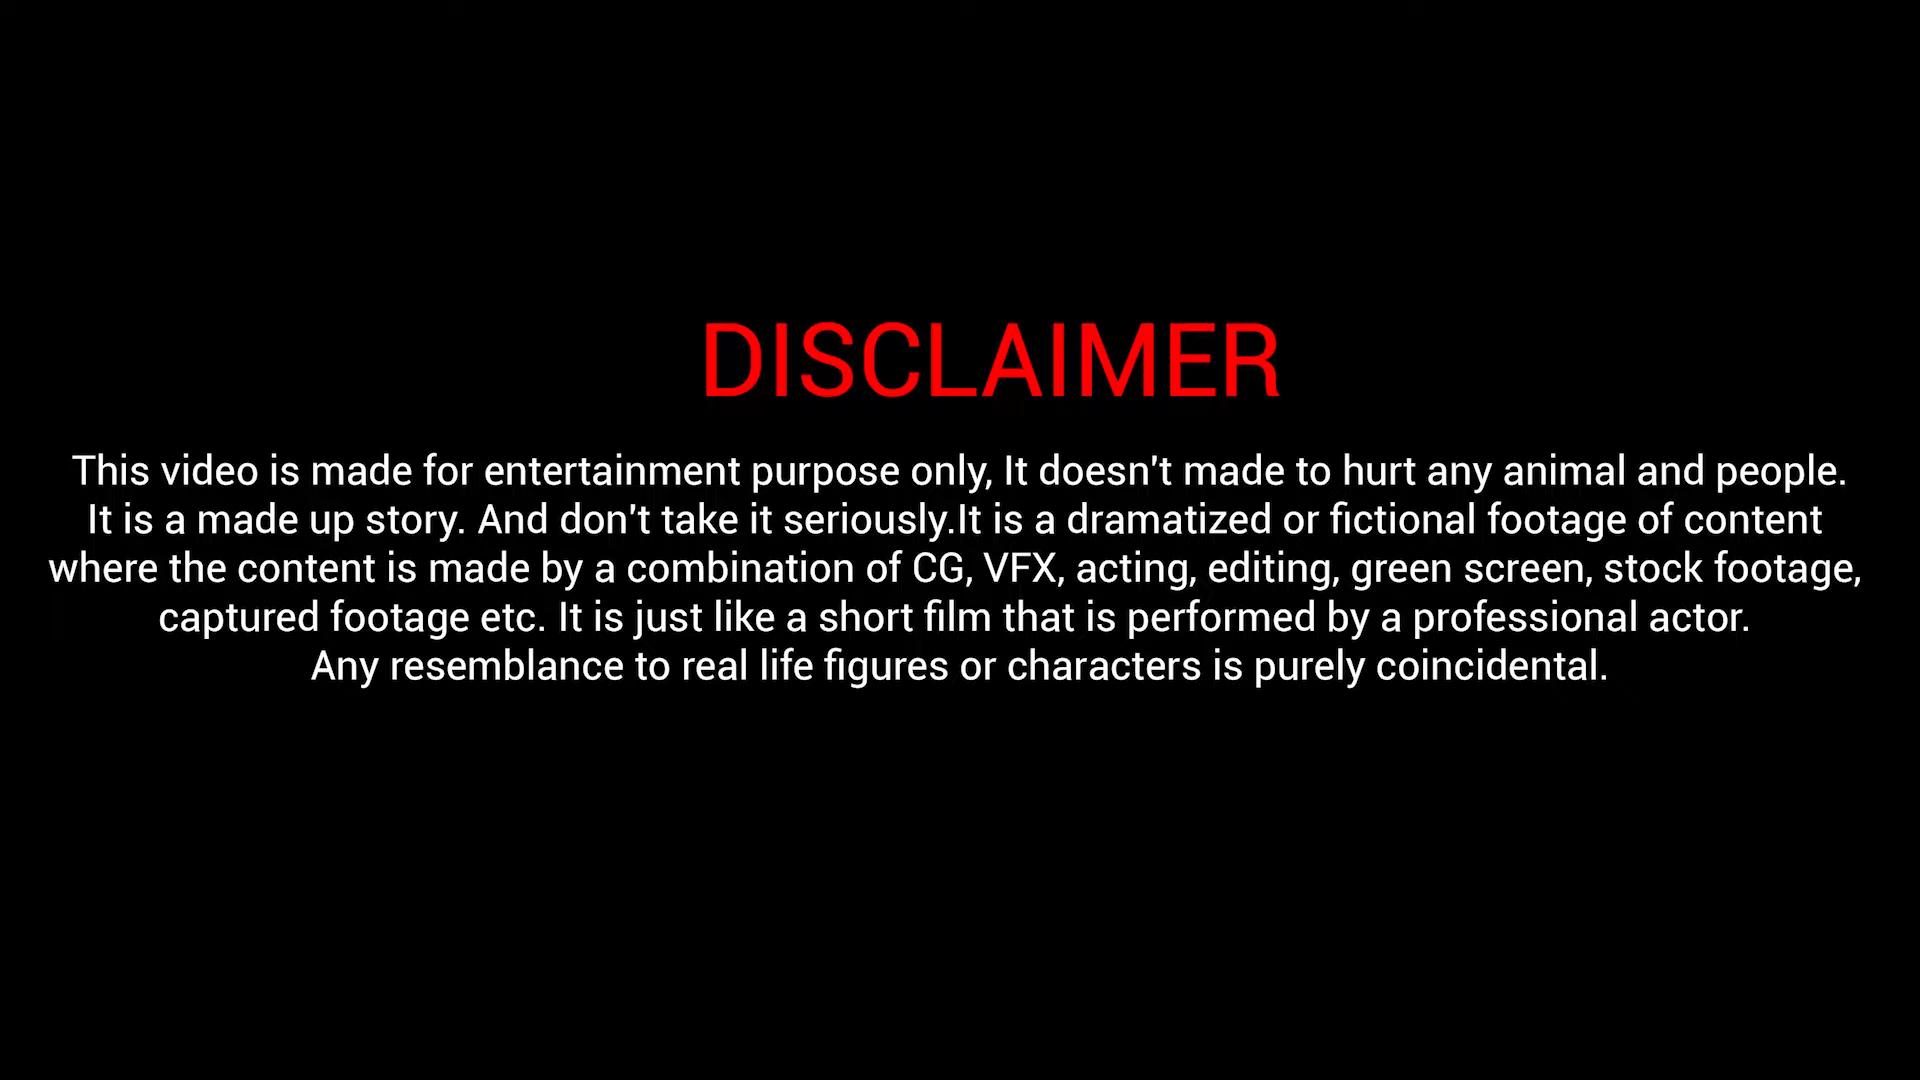 DISCLAIMER
This video is made for entertainment purpose only, It doesn't made to hurt any animal and people.
It is a made up story. And don't take it seriously.It is a dramatized or fictional footage of content
where the content is made by a combination of CG, VFX, acting, editing, green screen, stock footage,
captured footage etc. It is just like a short film that is performed by a professional actor.
Any resemblance to real life figures or characters is purely coincidental.